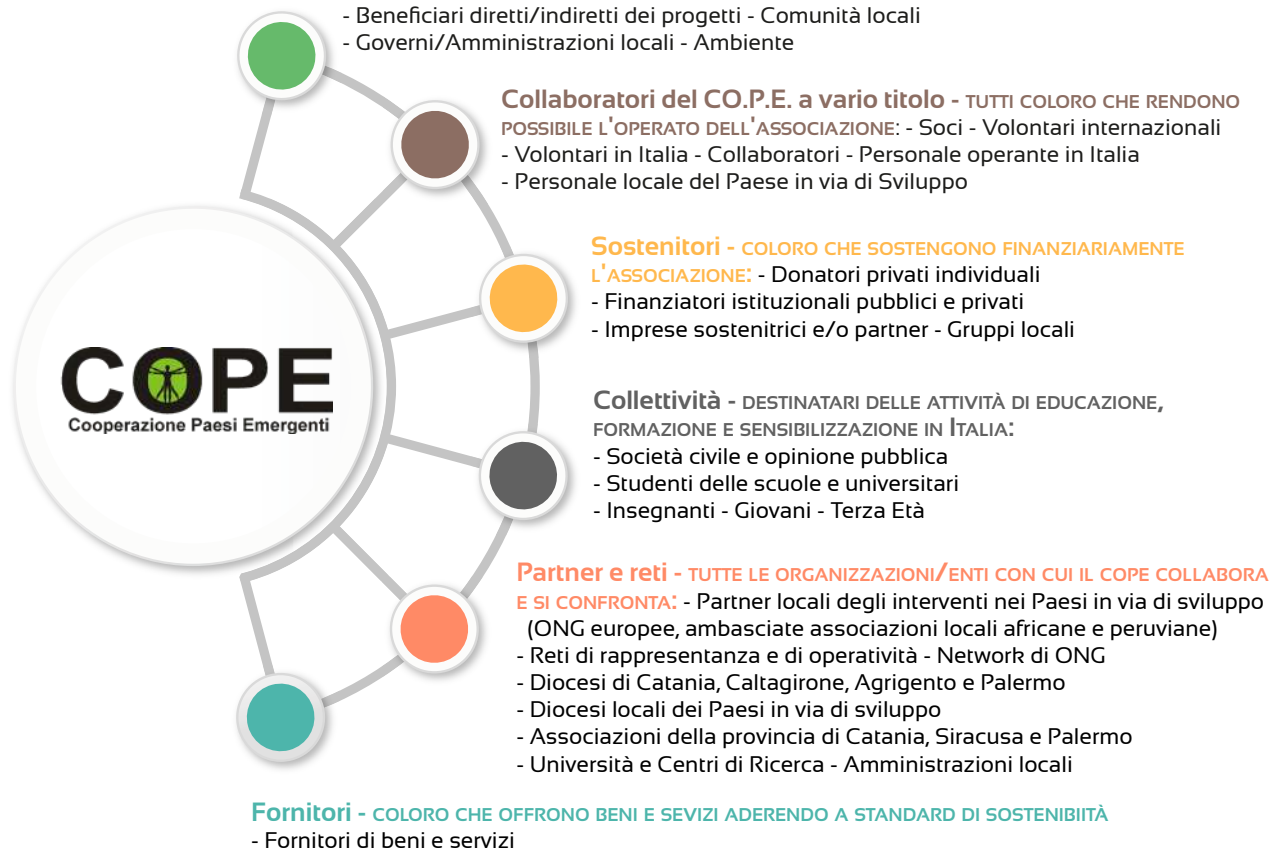 - Beneficiari diretti/indiretti dei progetti - Comunità locali
- Governi/Amministrazioni locali - Ambiente
Collaboratori del CO.P.E. a vario titolo - TUTTI COLORO CHE RENDONO
POSSIBILE L'OPERATO DELL'ASSOCIAZIONE: - Soci - Volontari internazionali
- Volontari in Italia - Collaboratori - Personale operante in Italia
- Personale locale del Paese in via di Sviluppo
Sostenitori - COLORO CHE SOSTENGONO FINANZIARIAMENTE
L'ASSOCIAZIONE: - Donatori privati individuali
- Finanziatori istituzionali pubblici e privati
- Imprese sostenitrici e/o partner - Gruppi locali
COPE
Cooperazione Paesi Emergenti
Collettività - DESTINATARI DELLE ATTIVITÀ DI EDUCAZIONE,
FORMAZIONE E SENSIBILIZZAZIONE IN ITALIA:
- Società civile e opinione pubblica
- Studenti delle scuole e universitari
- Insegnanti - Giovani - Terza Età
Partner e reti - TUTTE LE ORGANIZZAZIONI/ENTI CON CUI IL COPE COLLABORA
E SI CONFRONTA: - Partner locali degli interventi nei Paesi in via di sviluppo
(ONG europee, ambasciate associazioni locali africane e peruviane)
- Reti di rappresentanza e di operatività - Network di ONG
- Diocesi di Catania, Caltagirone, Agrigento e Palermo
- Diocesi locali dei Paesi in via di sviluppo
- Associazioni della provincia di Catania, Siracusa e Palermo
- Università e Centri di Ricerca - Amministrazioni locali
Fornitori - COLORO CHE OFFRONO BENI E SEVIZI ADERENDO A STANDARD DI SOSTENIBIITÀ
- Fornitori di beni e servizi